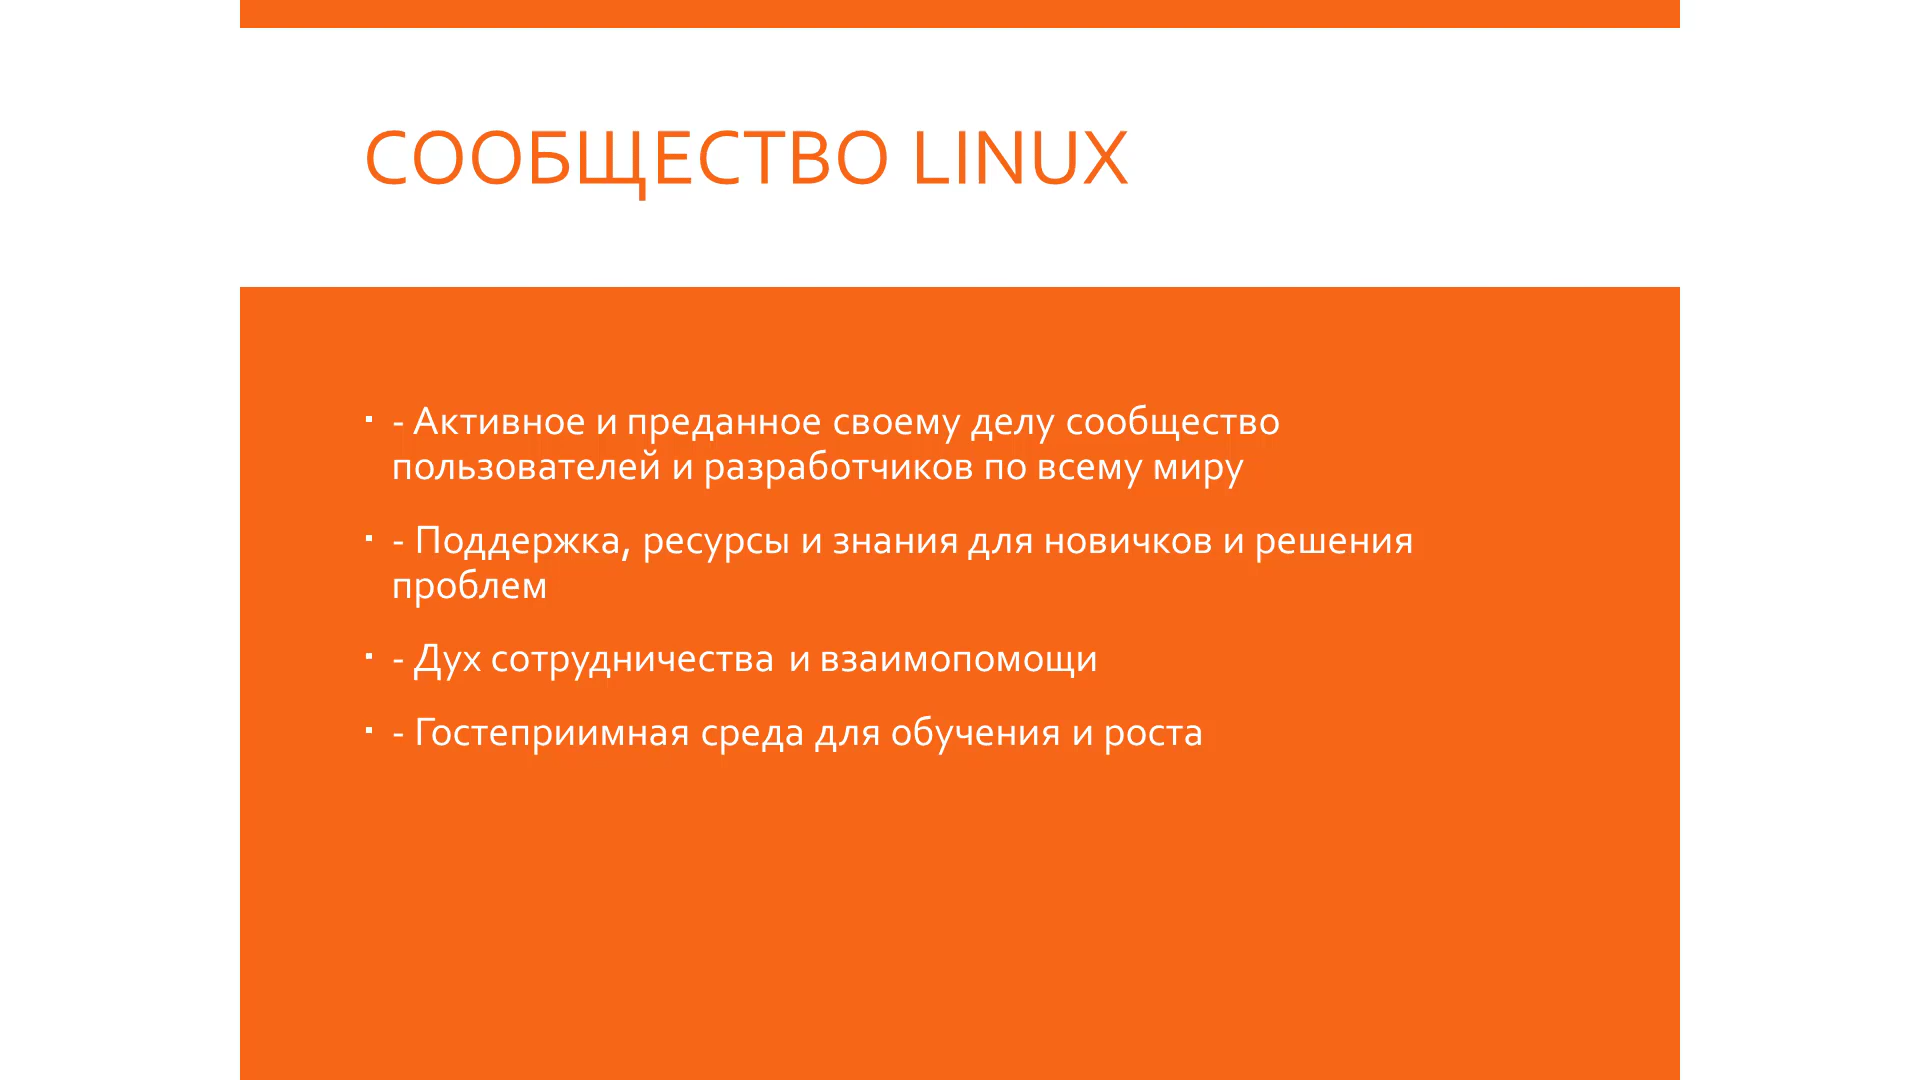 СООБЩЕСТВО LINUX
▪ - Активное и преданное своему делу сообщество
пользователей и разработчиков по всему миру
▪ - Поддержка, ресурсы и знания для новичков и решения
проблем
▪ - Дух сотрудничества и взаимопомощи
▪ - Гостеприимная среда для обучения и роста